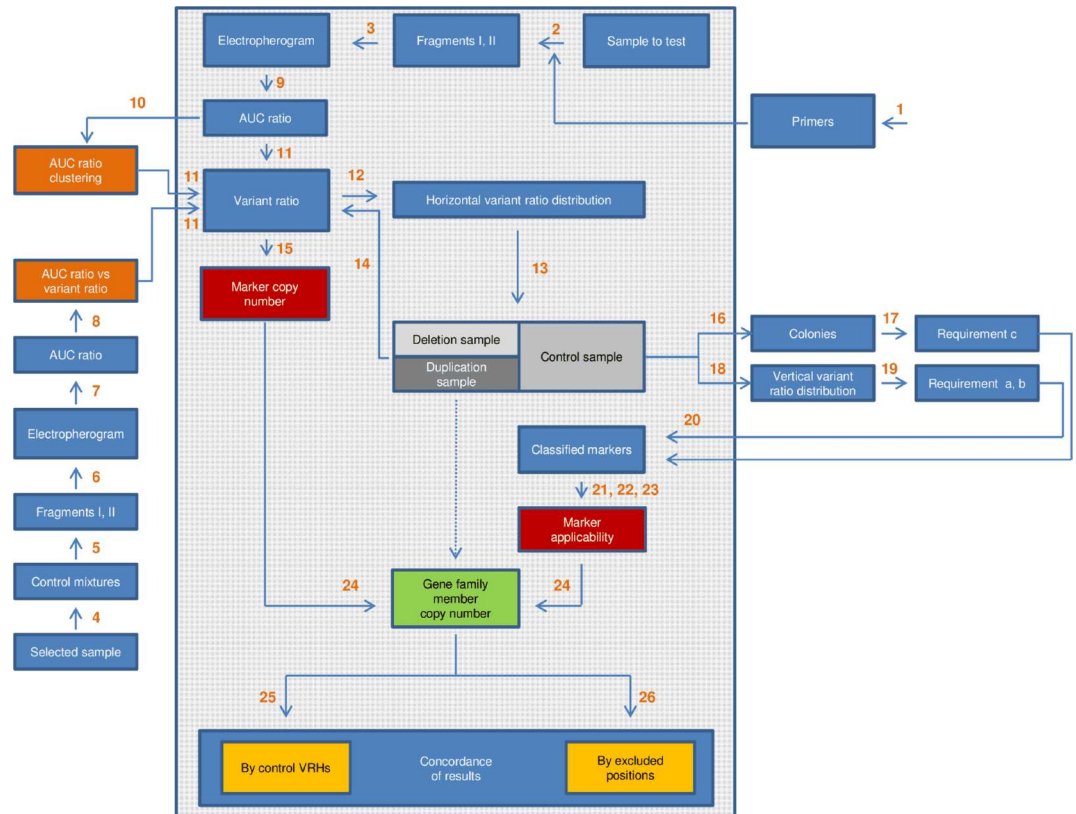 Electropherogram
3
Fragments I, II
2
Sample to test
9
10
AUC ratio
Primers
1
11
AUC ratio
clustering
11
Variant ratio
12
Horizontal variant ratio distribution
11
15
14
13
AUC ratio vs
variant ratio
Marker copy
number
8
AUC ratio
Deletion sample
Duplication
sample
Control sample
16
Colonies
17
Requirement c
18
Vertical variant
ratio distribution
19
Requirement a, b
7
Electropherogram
20
Classified markers
6
21, 22, 23
Fragments I, II
Marker
applicability
5
Control mixtures
24
Gene family
member
copy number
24
4
Selected sample
25
26
By control VRHs
Concordance
of results
By excluded
positions